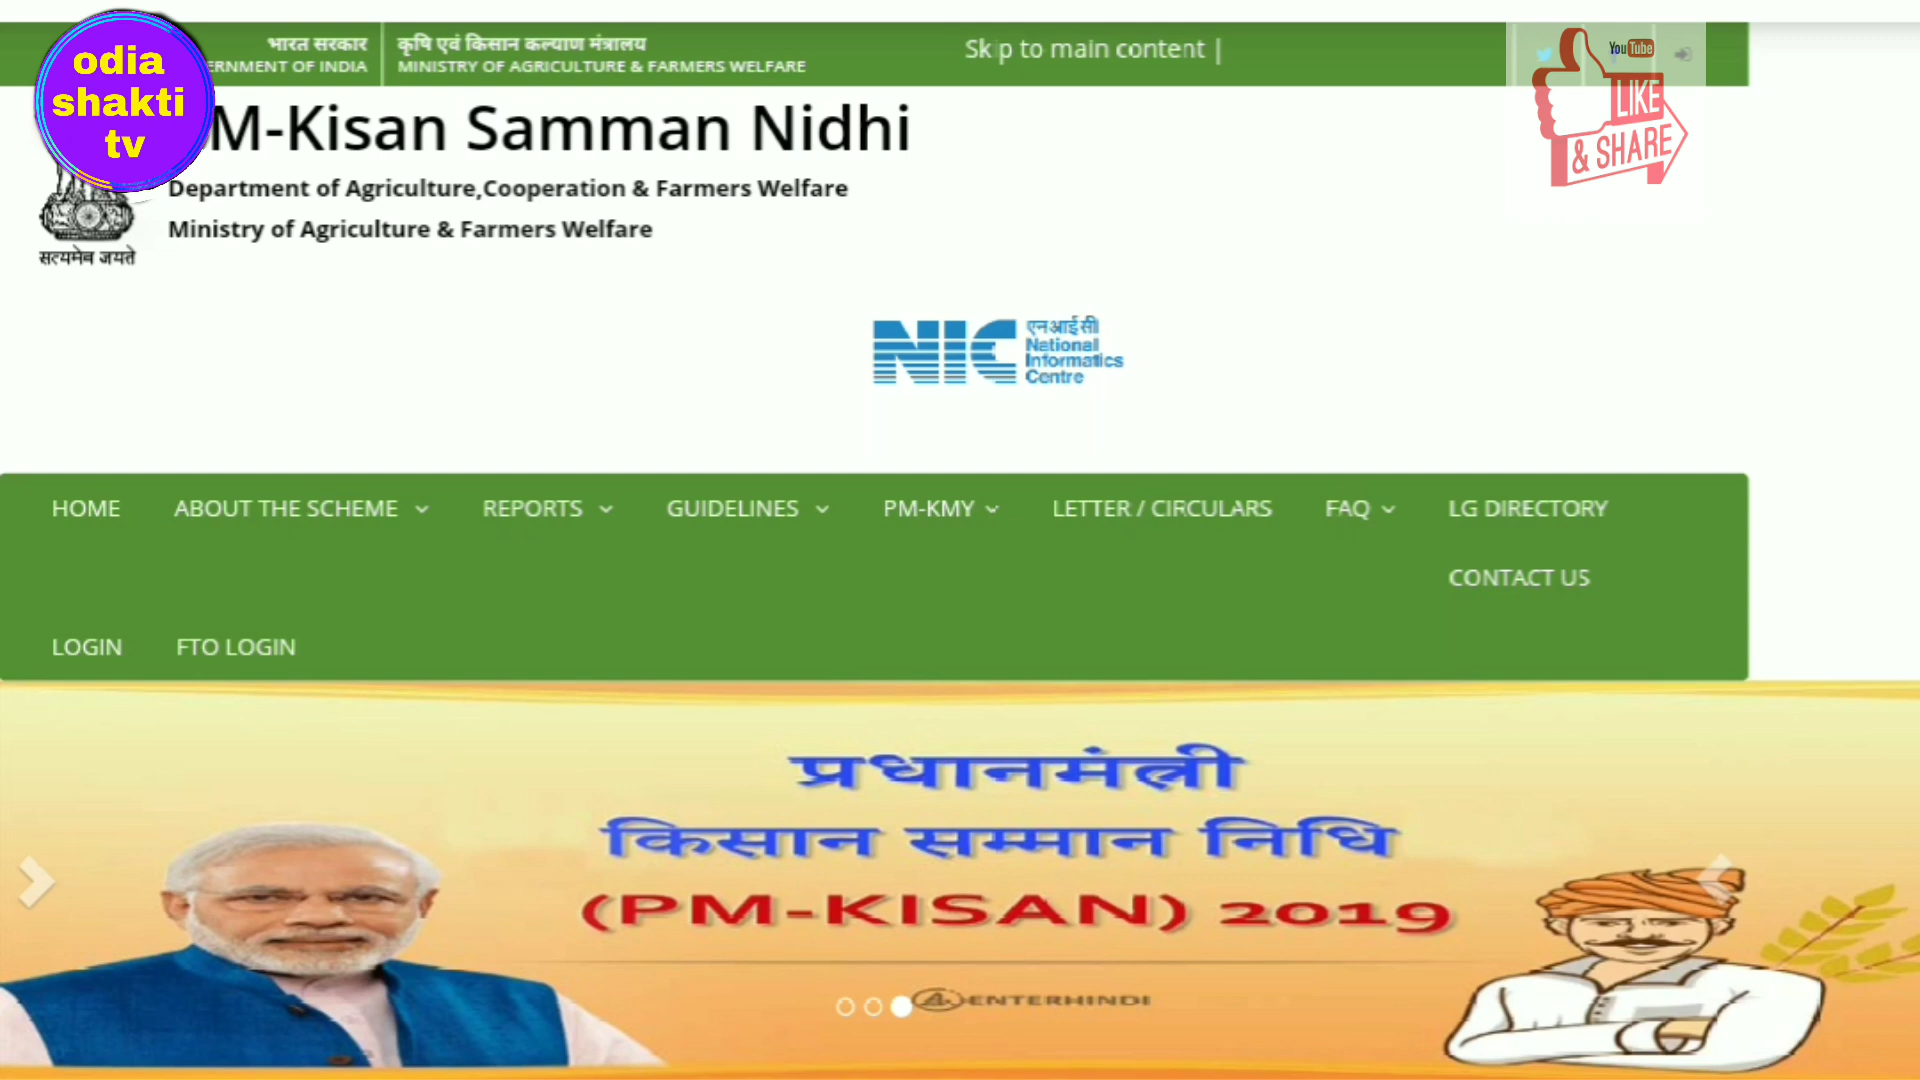 odia
shakti
tv
भारत सरकार
ERNMENT OF INDIA
कृषि एवं किसान कल्याण मंत्रालय
MINISTRY OF AGRICULTURE & FARMERS WELFARE
Skip to main content |
You Tube
LIKE
& SHARE
M-Kisan Samman Nidhi
Department of Agriculture,Cooperation & Farmers Welfare
Ministry of Agriculture & Farmers Welfare
सत्यमेव जयते
NIC
एनआईसी
National
Informatics
Centre
HOME ABOUT THE SCHEME REPORTS GUIDELINES PM-KMY LETTER / CIRCULARS FAQ LG DIRECTORY
CONTACT US
LOGIN FTO LOGIN
प्रधानमंत्री
किसान सम्मान निधि
(PM-KISAN) 2019
ENTERHINDI